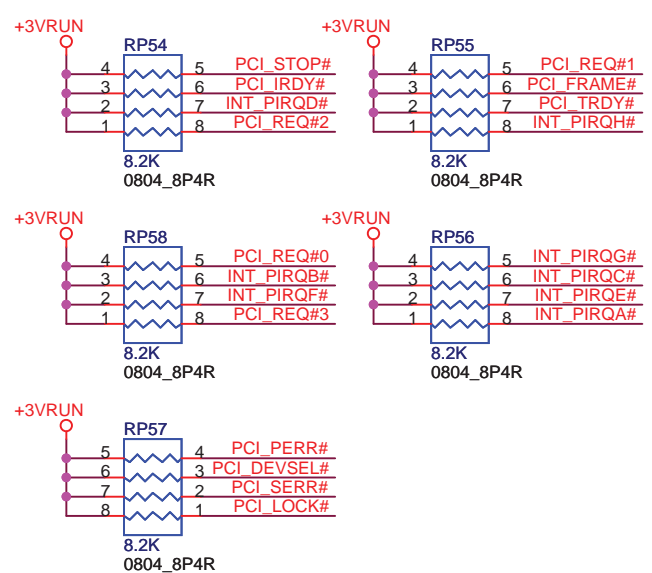 +3VRUN
RP54
4 5 PCI_STOP#
3 6 PCI_IRDY#
2 7 INT_PIRQD#
1 8 PCI_REQ#2
8.2K
0804_8P4R
+3VRUN
RP55
4 5 PCI_REQ#1
3 6 PCI_FRAME#
2 7 PCI_TRDY#
1 8 INT_PIRQH#
8.2K
0804_8P4R
+3VRUN
RP58
4 5 PCI_REQ#0
3 6 INT_PIRQB#
2 7 INT_PIRQF#
1 8 PCI_REQ#3
8.2K
0804_8P4R
+3VRUN
RP56
4 5 INT_PIRQG#
3 6 INT_PIRQC#
2 7 INT_PIRQE#
1 8 INT_PIRQA#
8.2K
0804_8P4R
+3VRUN
RP57
5 4 PCI_PERR#
6 3 PCI_DEVSEL#
7 2 PCI_SERR#
8 1 PCI_LOCK#
8.2K
0804_8P4R